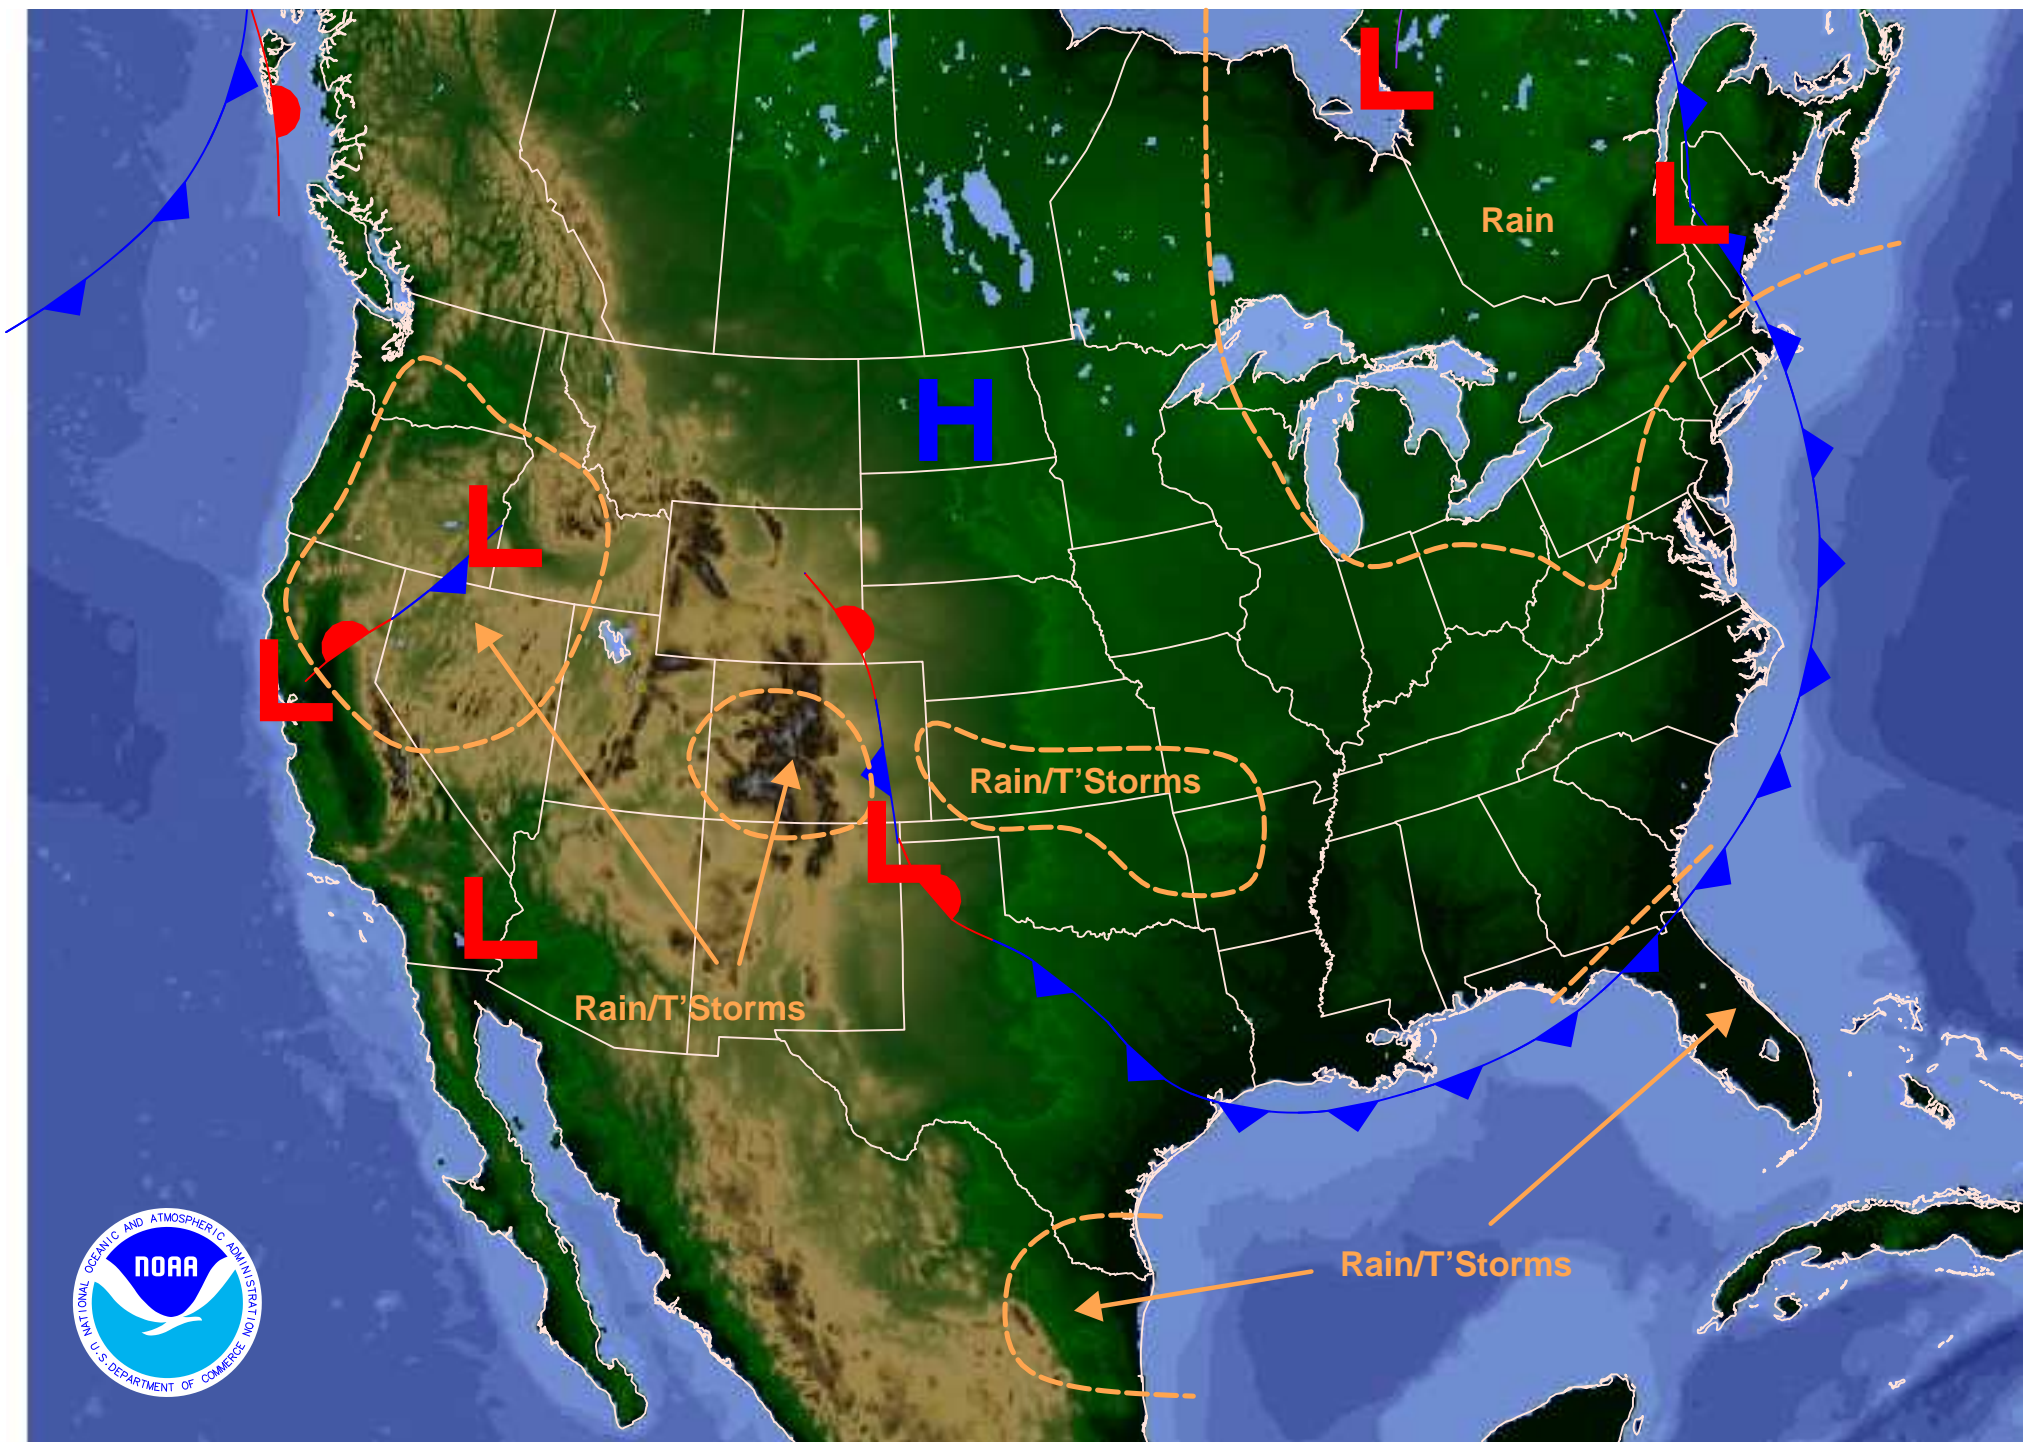 L
Rain
L
H
L
L
Rain/T'Storms
L
L
Rain/T'Storms
Rain/T'Storms
NATIONAL OCEANIC AND ATMOSPHERIC ADMINISTRATION
NOAA
U.S. DEPARTMENT OF COMMERCE